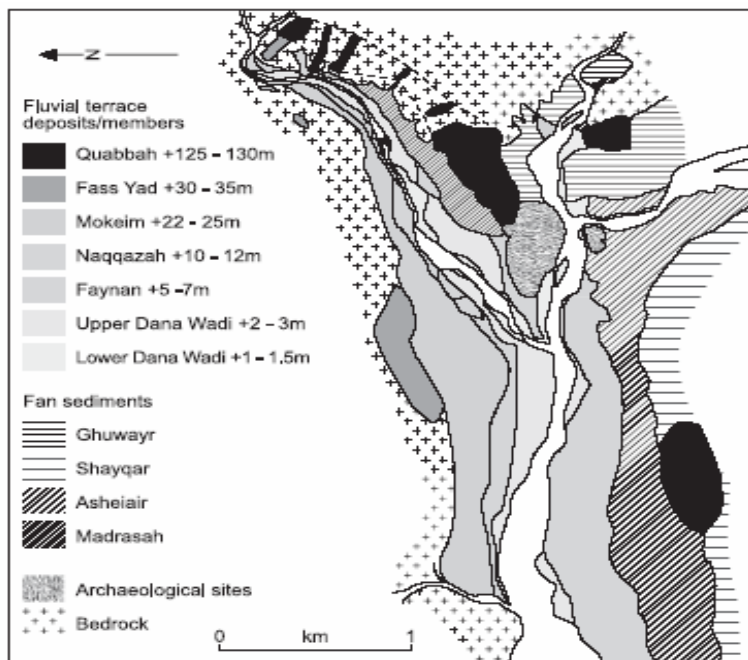 N
Fluvial terrace
deposits/members
Quabbah +125 – 130m
Fass Yad +30 – 35m
Mokeim +22 – 25m
Naqqazah +10 – 12m
Faynan +5 –7m
Upper Dana Wadi +2 – 3m
Lower Dana Wadi +1 – 1.5m
Fan sediments
Ghuwayr
Shayqar
Asheiair
Madrasah
Archaeological sites
Bedrock
0 km 1